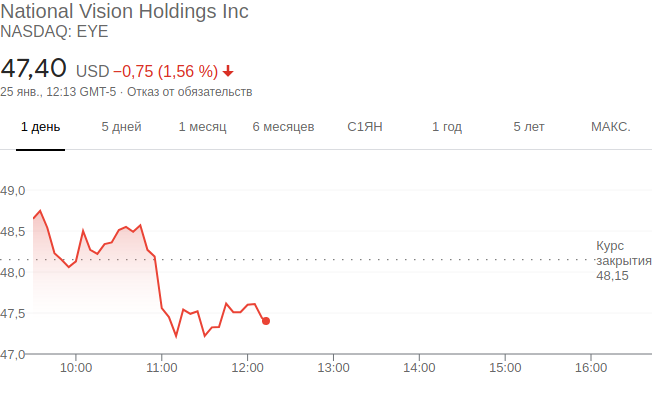 National Vision Holdings Inc
NASDAQ: EYE
47,40 USD −0,75 (1,56 %)
25 янв., 12:13 GMT-5 · Отказ от обязательств
1 день 5 дней 1 месяц 6 месяцев С1ЯН 1 год 5 лет МАКС.
49,0
48,5
Курс
закрытия
48,15
48,0
47,5
47,0
10:00 11:00 12:00 13:00 14:00 15:00 16:00